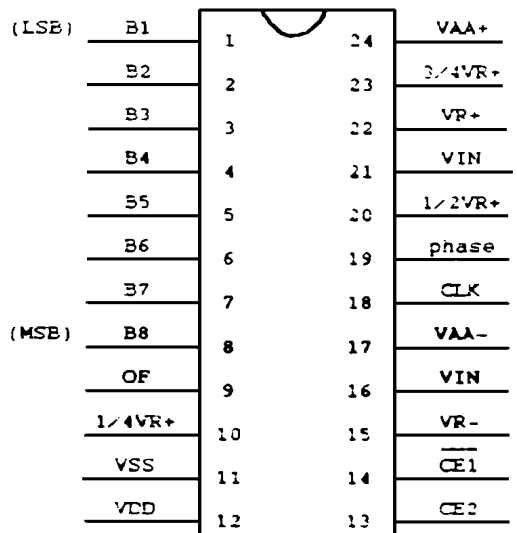 (LSB) B1 1 24 VAA+
B2 2 23 3/4VR+
B3 3 22 VR+
B4 4 21 VIN
B5 5 20 1/2VR+
B6 6 19 phase
B7 7 18 CLK
(MSB) B8 8 17 VAA-
OF 9 16 VIN
1/4VR+ 10 15 VR-
VSS 11 14 C̅E̅1̅
VDD 12 13 CE2